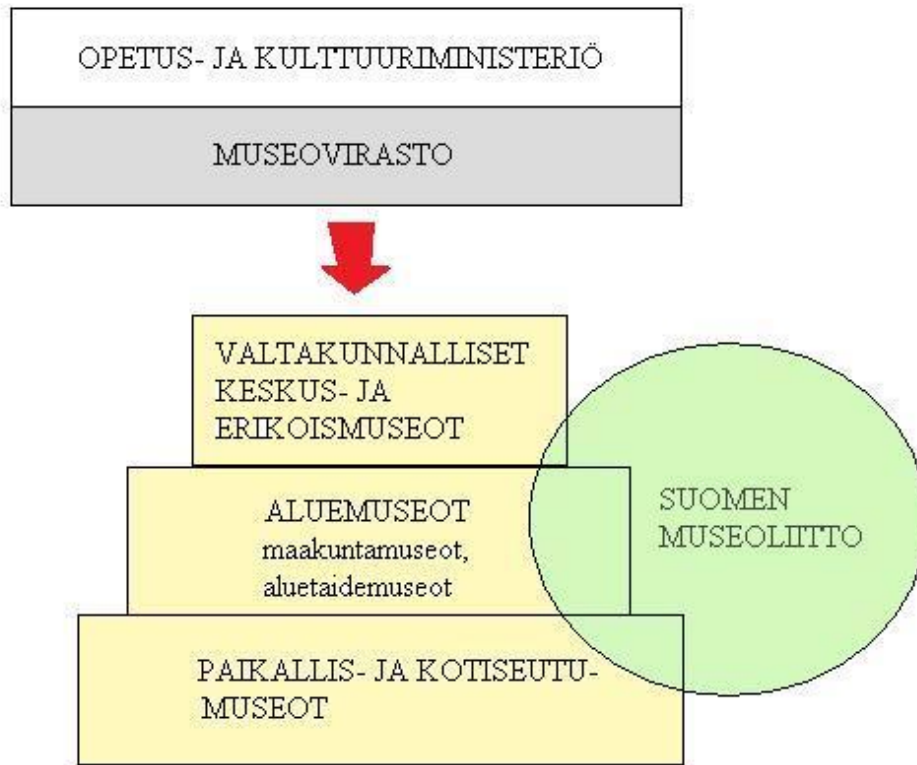 OPETUS- JA KULTTUURIMINISTERIÖ
MUSEOVIRASTO
VALTAKUNNALLISET
KESKUS- JA
ERIKOISMUSEOT
ALUEMUSEOT
maakuntamuseot,
aluetaidemuseot
SUOMEN
MUSEOLIITTO
PAIKALLIS- JA KOTISEUTU-
MUSEOT